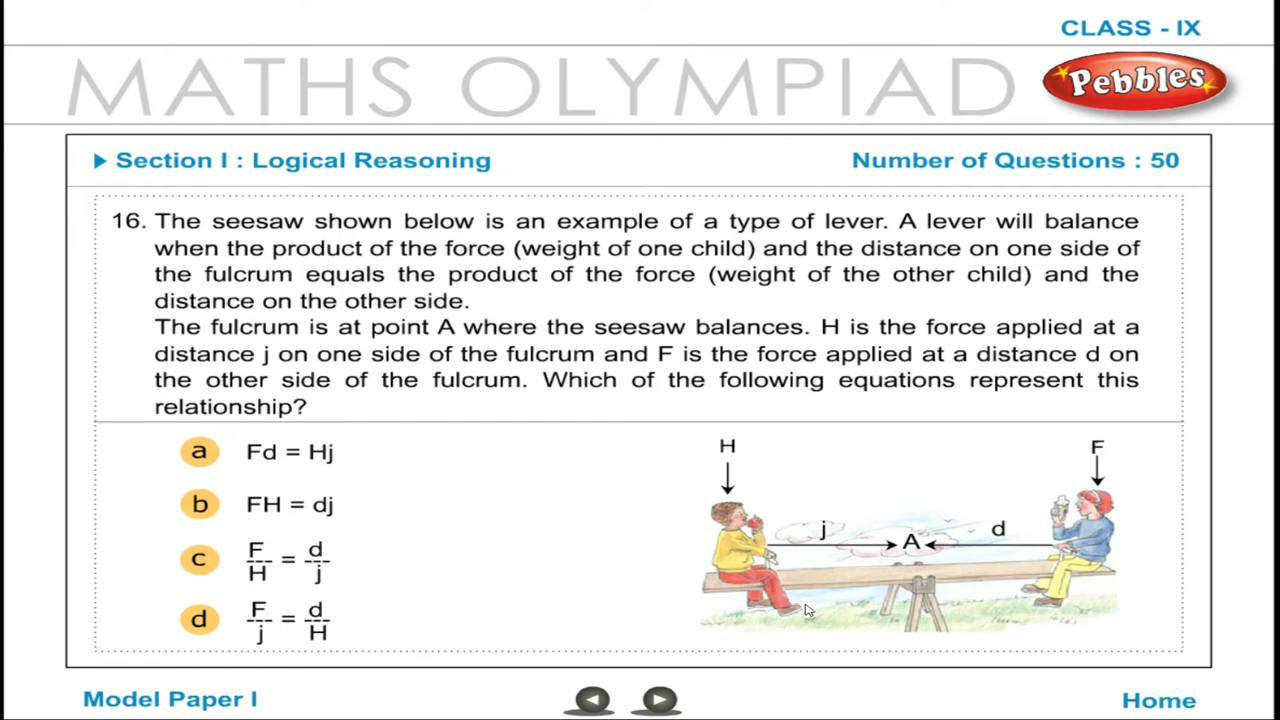 CLASS - IX
MATHS OLYMPIAD
Pebbles
Section I : Logical Reasoning
Number of Questions : 50
16. The seesaw shown below is an example of a type of lever. A lever will balance
when the product of the force (weight of one child) and the distance on one side of
the fulcrum equals the product of the force (weight of the other child) and the
distance on the other side.
The fulcrum is at point A where the seesaw balances. H is the force applied at a
distance j on one side of the fulcrum and F is the force applied at a distance d on
the other side of the fulcrum. Which of the following equations represent this
relationship?
a Fd = Hj
b FH = dj
c F/H = d/j
d F/j = d/H
H
F
j
A
d
Model Paper I
Home